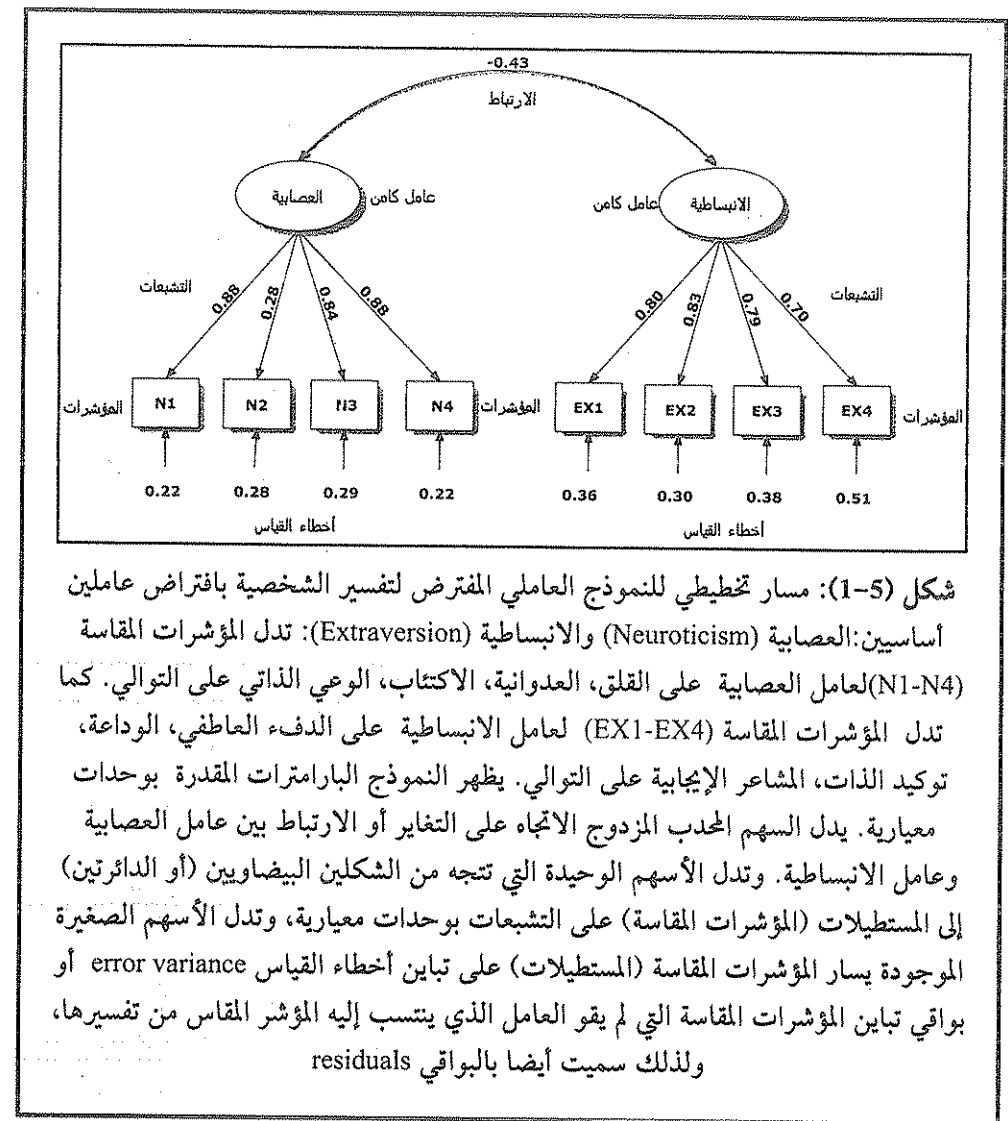 -0.43
الارتباط
العصابية عامل كامن عامل كامن الانبساطية
التشبعات 0.88 0.28 0.84 0.88 0.80 0.83 0.79 0.70 التشبعات
المؤشرات N1 N2 N3 N4 المؤشرات EX1 EX2 EX3 EX4 المؤشرات
0.22 0.28 0.29 0.22 0.36 0.30 0.38 0.51
أخطاء القياس أخطاء القياس
شكل (5-1): مسار تخطيطي للنموذج العاملي المفترض لتفسير الشخصية بافتراض عاملين
أساسيين:العصابية (Neuroticism) والانبساطية (Extraversion): تدل المؤشرات المقاسة
(N1-N4)لعامل العصابية على القلق، العدوانية، الاكتئاب، الوعي الذاتي على التوالي. كما
تدل المؤشرات المقاسة (EX1-EX4) لعامل الانبساطية على الدفء العاطفي، الوداعة،
توكيد الذات، المشاعر الإيجابية على التوالي. يظهر النموذج البارامترات المقدرة بوحدات
معيارية. يدل السهم المحدب المزدوج الاتجاه على التغاير أو الارتباط بين عامل العصابية
وعامل الانبساطية. وتدل الأسهم الوحيدة التي تتجه من الشكلين البيضاويين (أو الدائرتين)
إلى المستطيلات (المؤشرات المقاسة) على التشبعات بوحدات معيارية، وتدل الأسهم الصغيرة
الموجودة يسار المؤشرات المقاسة (المستطيلات) على تباين أخطاء القياس error variance أو
بواقي تباين المؤشرات المقاسة التي لم يقو العامل الذي ينتسب إليه المؤشر المقاس من تفسيرها،
ولذلك سميت أيضا بالبواقي residuals